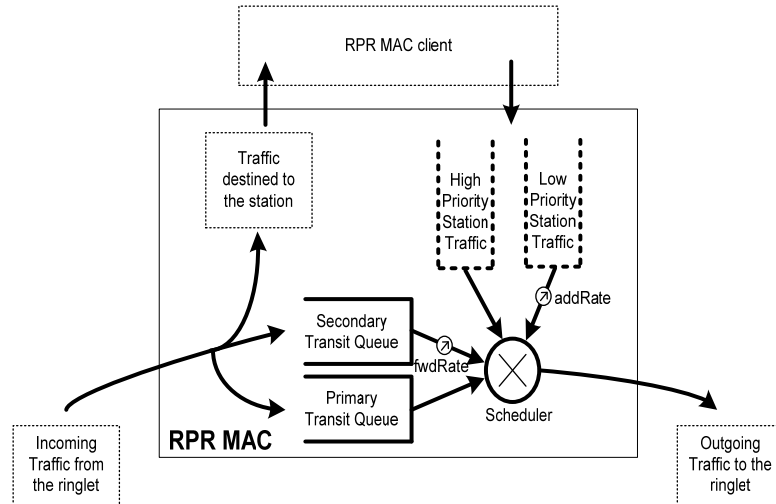 RPR MAC client
Traffic
destined to
the station
High
Priority
Station
Traffic
Low
Priority
Station
Traffic
addRate
Secondary
Transit Queue
fwdRate
Primary
Transit Queue
Scheduler
RPR MAC
Incoming
Traffic from
the ringlet
Outgoing
Traffic to the
ringlet